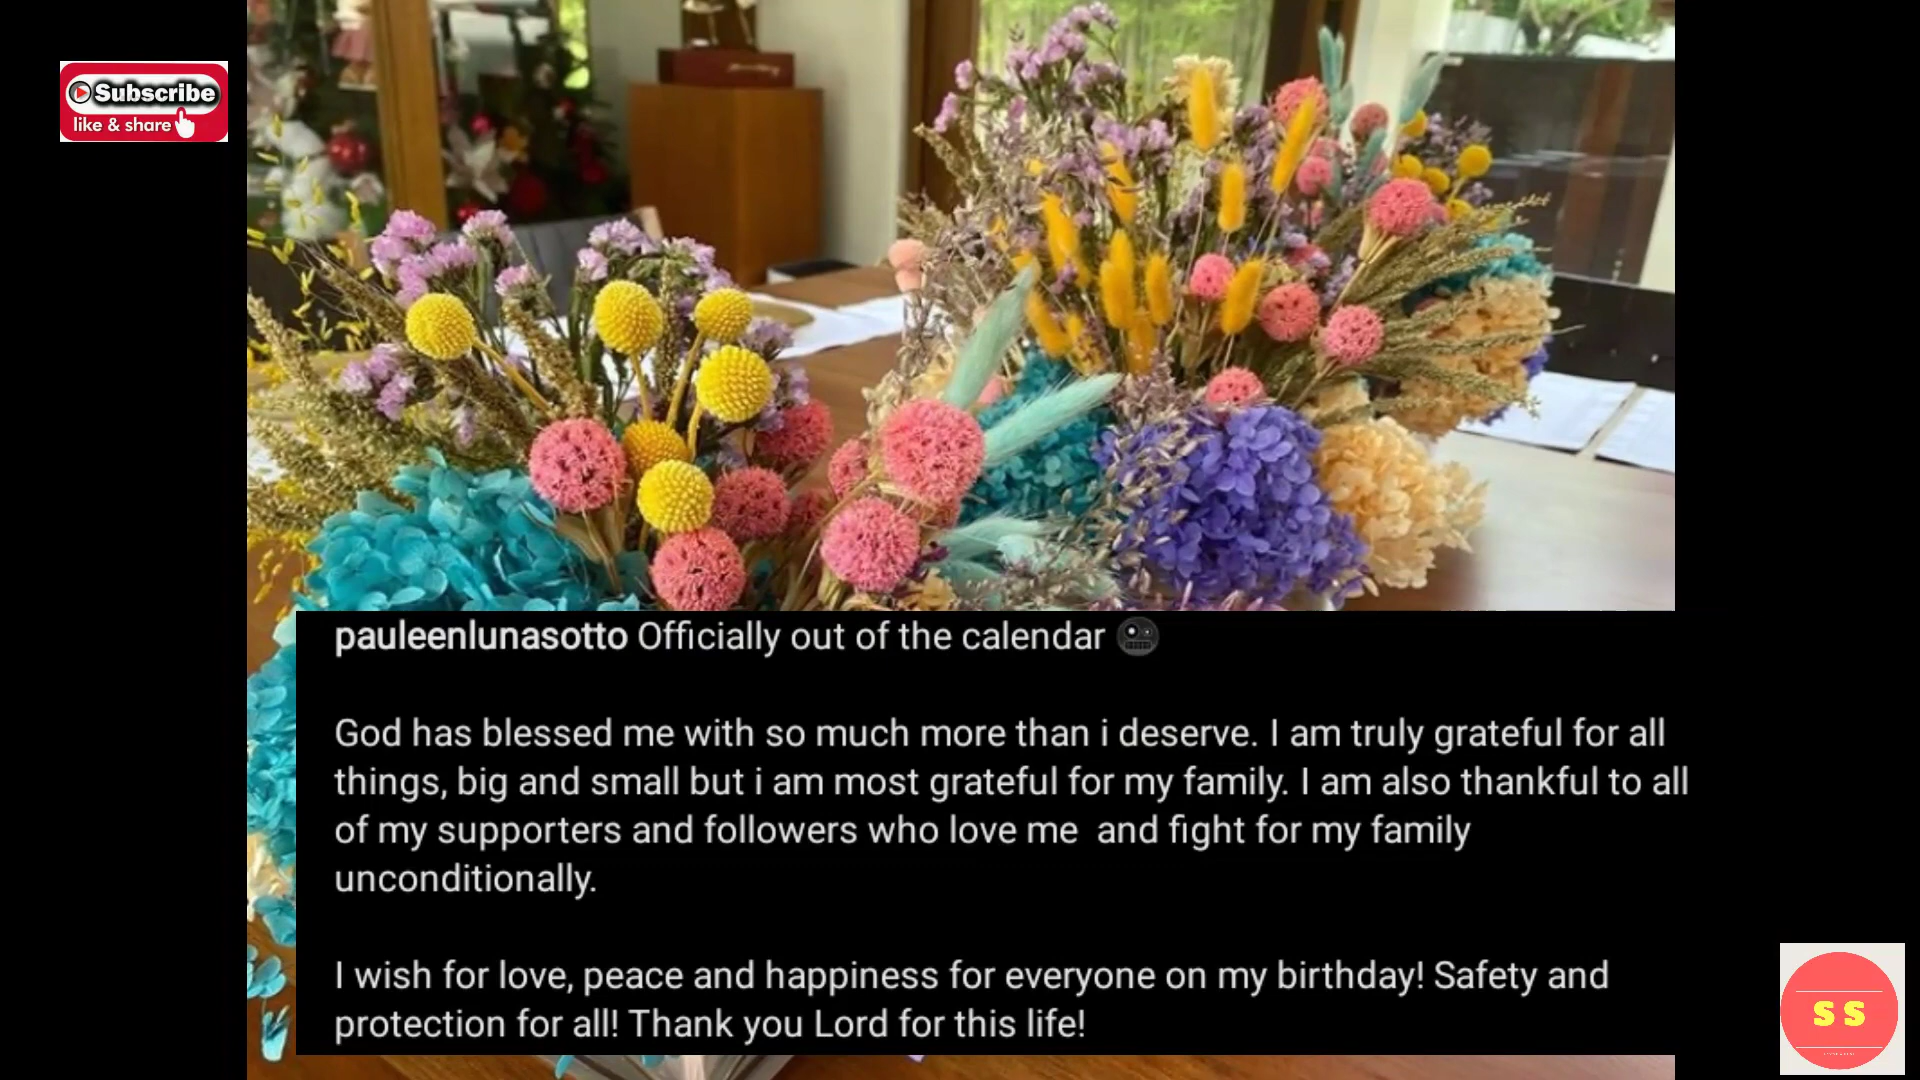 Subscribe
like & share
pauleenlunasotto Officially out of the calendar
God has blessed me with so much more than i deserve. I am truly grateful for all
things, big and small but i am most grateful for my family. I am also thankful to all
of my supporters and followers who love me  and fight for my family
unconditionally.
I wish for love, peace and happiness for everyone on my birthday! Safety and
protection for all! Thank you Lord for this life!
S S